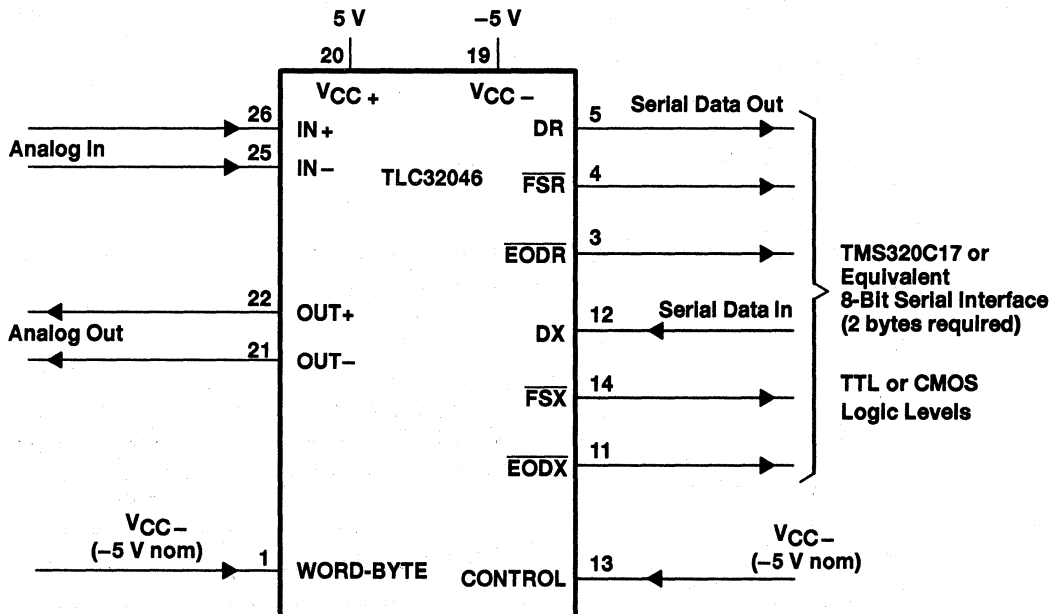 5 V
−5 V
20
19
VCC+
VCC−
26
IN+
Analog In
25
IN−
TLC32046
DR
5
Serial Data Out
FSR
4
EODR
3
22
OUT+
Analog Out
21
OUT−
DX
12
Serial Data In
FSX
14
EODX
11
TMS320C17 or
Equivalent
8-Bit Serial Interface
(2 bytes required)
TTL or CMOS
Logic Levels
VCC−
(−5 V nom)
1
WORD-BYTE
CONTROL
13
VCC−
(−5 V nom)